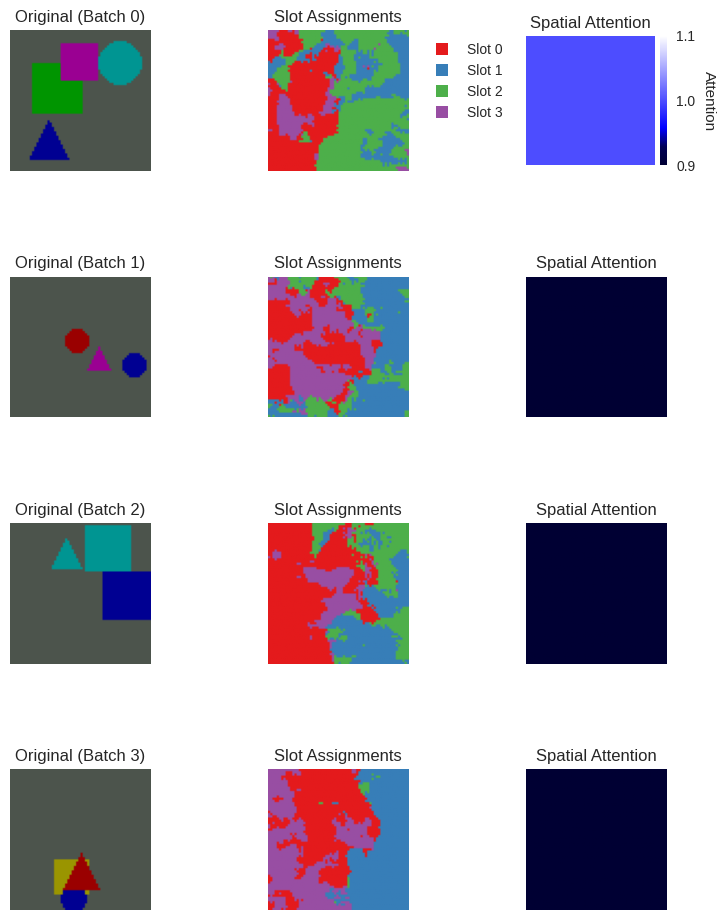 Original (Batch 0)
Slot Assignments
Slot 0
Slot 1
Slot 2
Slot 3
Spatial Attention
1.1
1.0
0.9
Attention
Original (Batch 1)
Slot Assignments
Spatial Attention
Original (Batch 2)
Slot Assignments
Spatial Attention
Original (Batch 3)
Slot Assignments
Spatial Attention